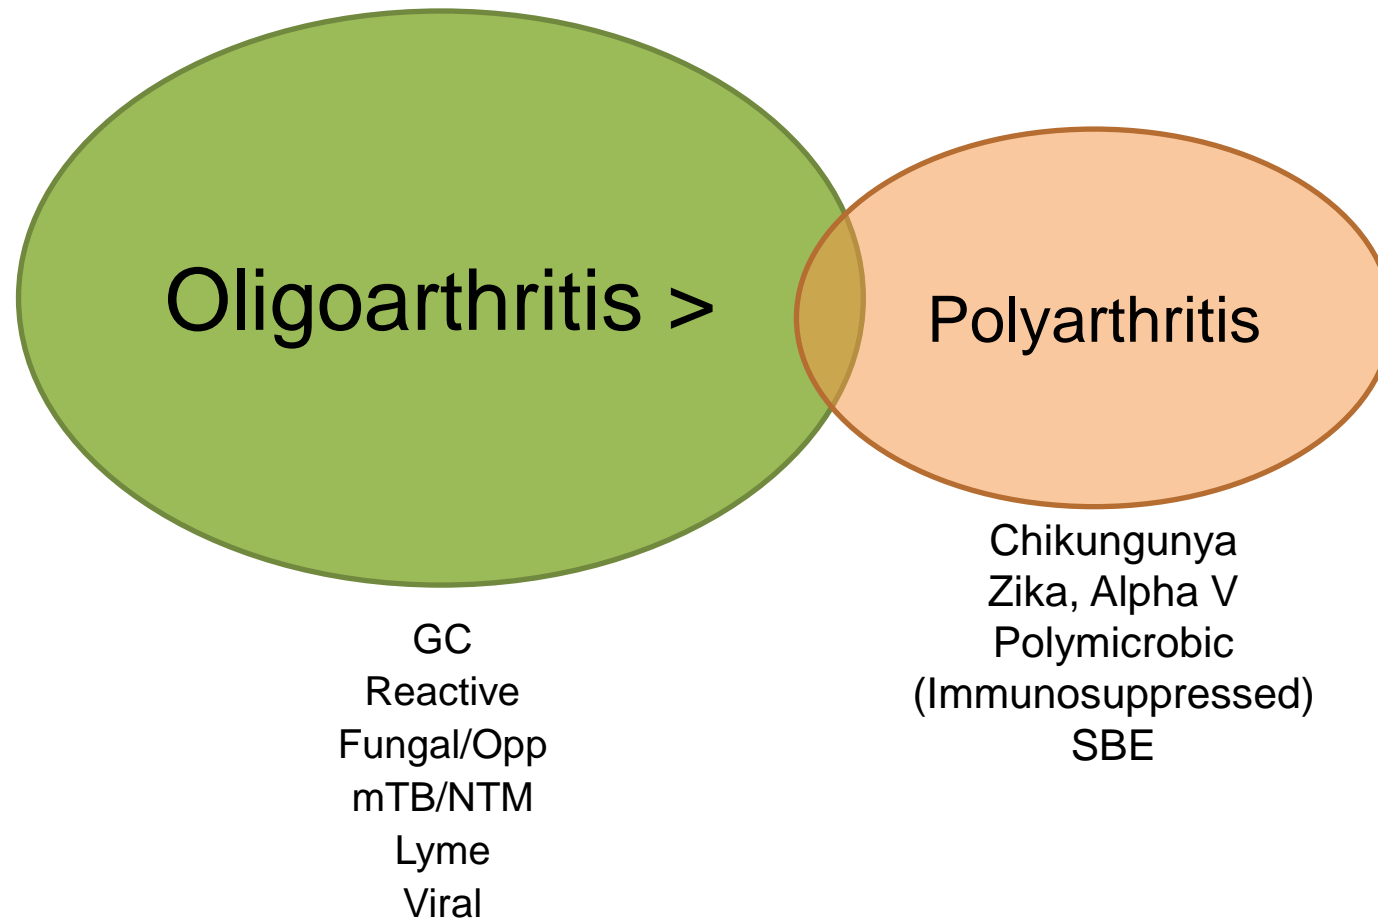 Oligoarthritis >
Polyarthritis
GC
Reactive
Fungal/Opp
mTB/NTM
Lyme
Viral
Chikungunya
Zika, Alpha V
Polymicrobic
(Immunosuppressed)
SBE